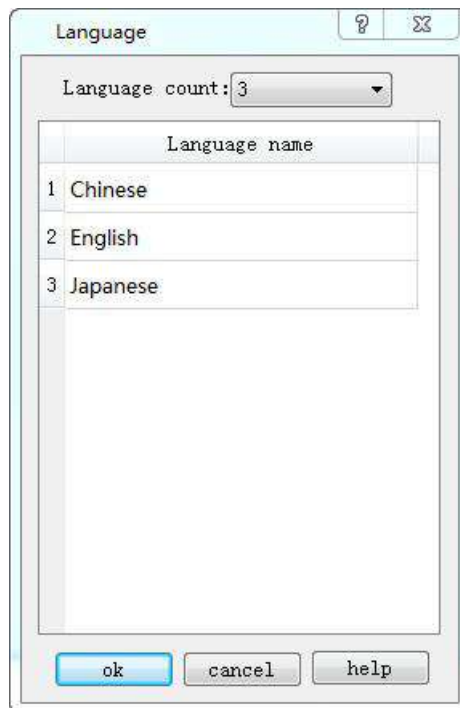 Language
Language count: 3
Language name
1 Chinese
2 English
3 Japanese
ok cancel help